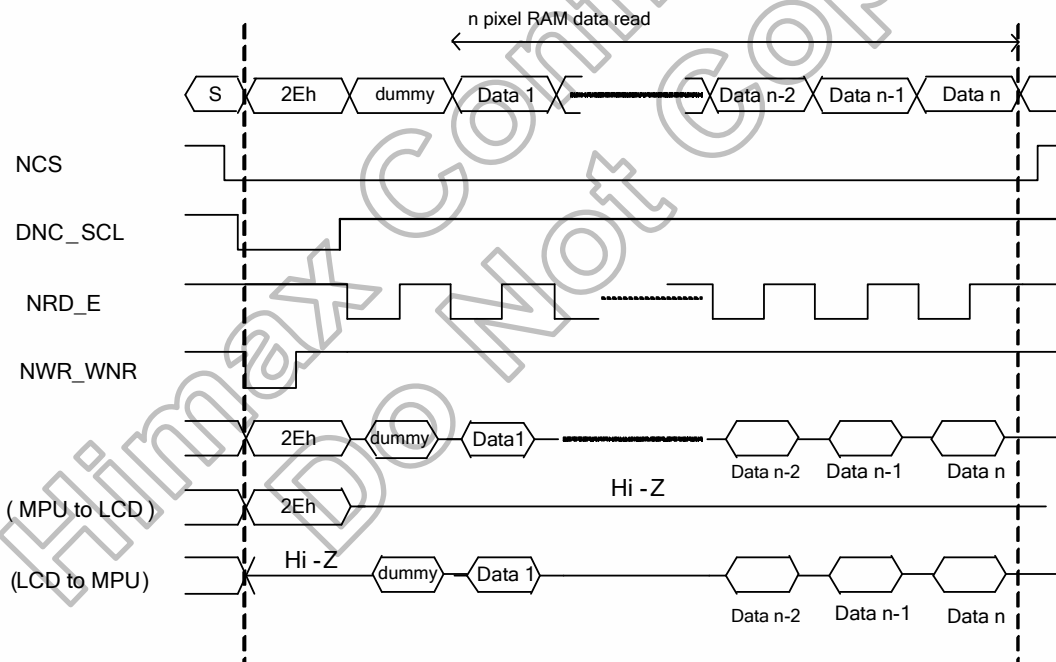 n pixel RAM data read
S 2Eh dummy Data 1 Data n-2 Data n-1 Data n
NCS
DNC_SCL
NRD_E
NWR_WNR
2Eh dummy Data1 Data n-2 Data n-1 Data n
(MPU to LCD) 2Eh Hi-Z
(LCD to MPU) Hi-Z dummy Data 1 Data n-2 Data n-1 Data n
Himax Conf
Do Not Cop